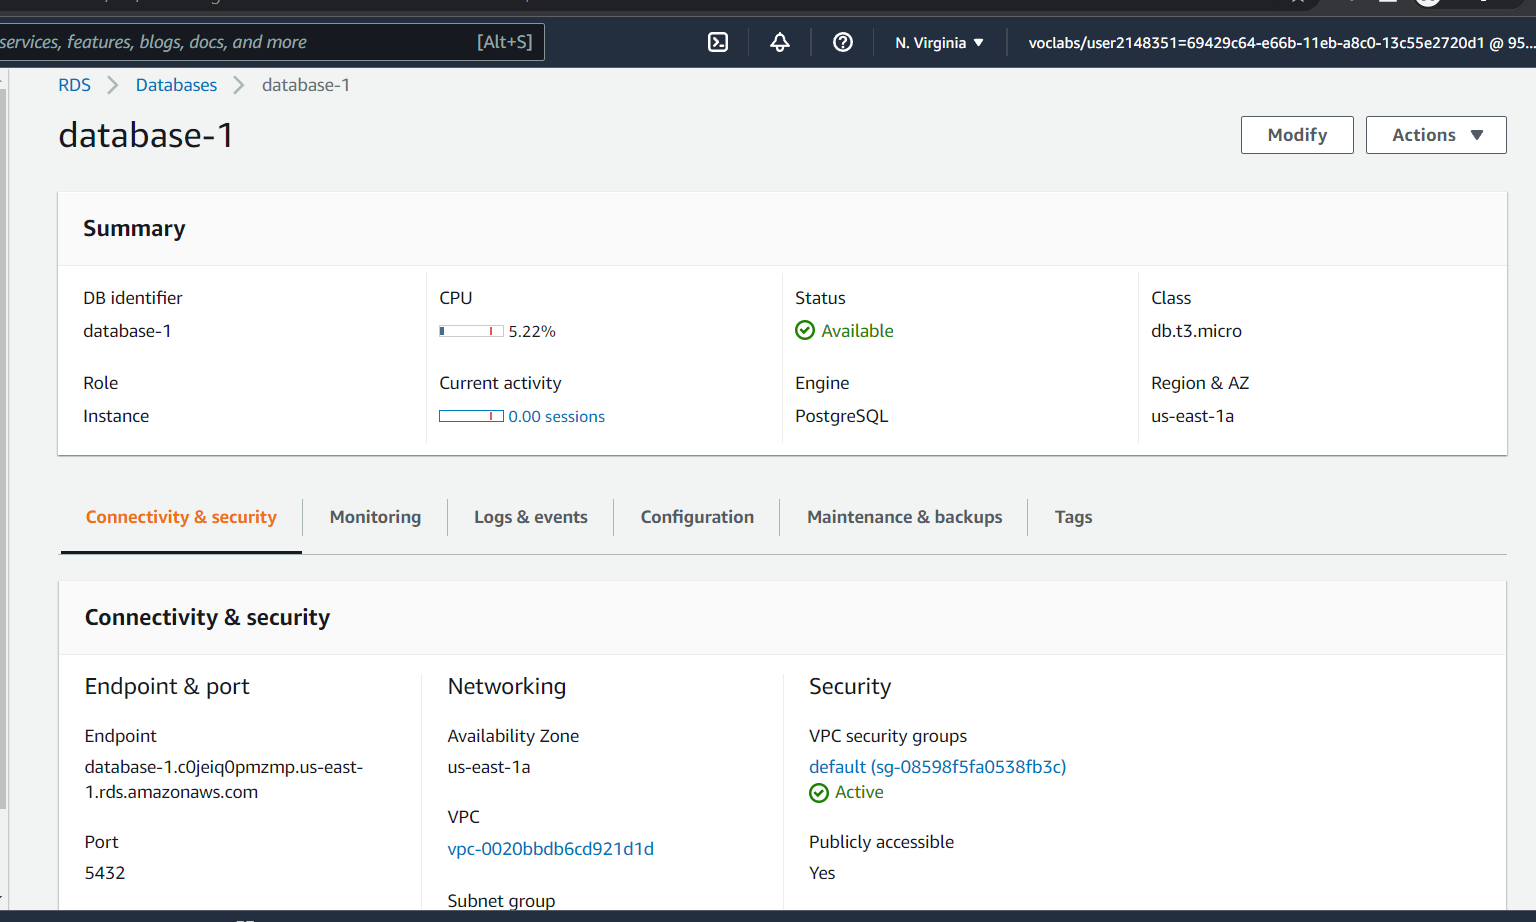 services, features, blogs, docs, and more [Alt+S] N. Virginia voclabs/user2148351=69429c64-e66b-11eb-a8c0-13c55e2720d1 @ 95...
RDS Databases database-1
database-1 Modify Actions
Summary
DB identifier CPU Status Class
database-1 5.22% Available db.t3.micro
Role Current activity Engine Region & AZ
Instance 0.00 sessions PostgreSQL us-east-1a
Connectivity & security Monitoring Logs & events Configuration Maintenance & backups Tags
Connectivity & security
Endpoint & port
Endpoint
database-1.c0jeiq0pmzmp.us-east-
1.rds.amazonaws.com
Port
5432
Networking
Availability Zone
us-east-1a
VPC
vpc-0020bbdb6cd921d1d
Subnet group
Security
VPC security groups
default (sg-08598f5fa0538fb3c)
Active
Publicly accessible
Yes